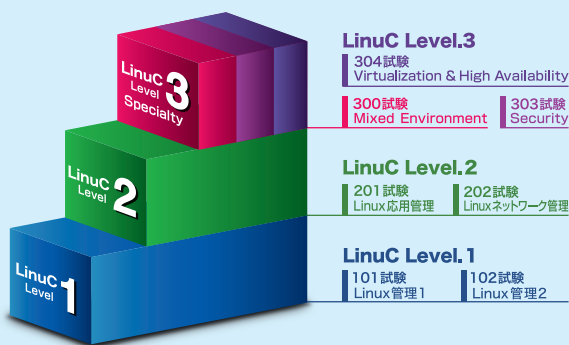 LinuC
Level 3
Specialty
LinuC Level.3
304試験
Virtualization & High Availability
300試験
Mixed Environment
303試験
Security
LinuC
Level 2
LinuC Level.2
201試験
Linux応用管理
202試験
Linuxネットワーク管理
LinuC
Level 1
LinuC Level.1
101試験
Linux管理1
102試験
Linux管理2